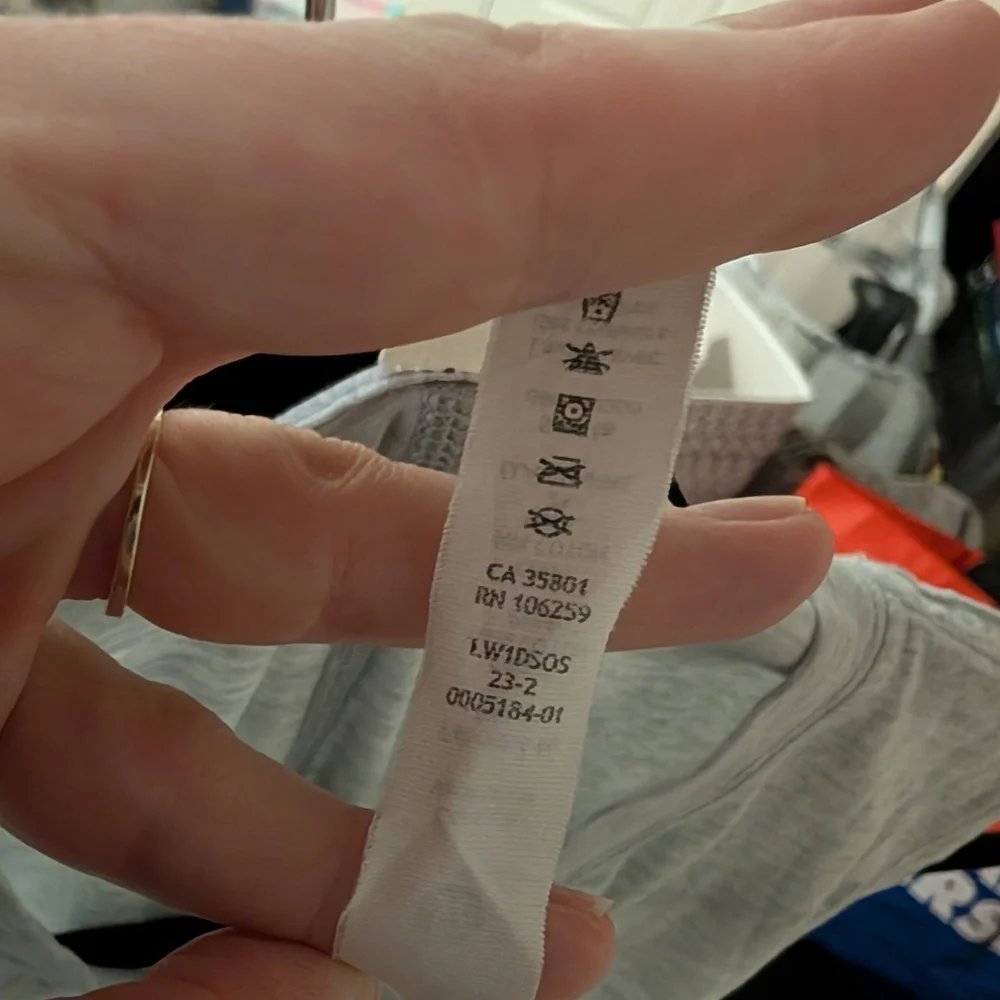 CA 35801
RN 106259
LW1DSOS
23-2
0005184-01